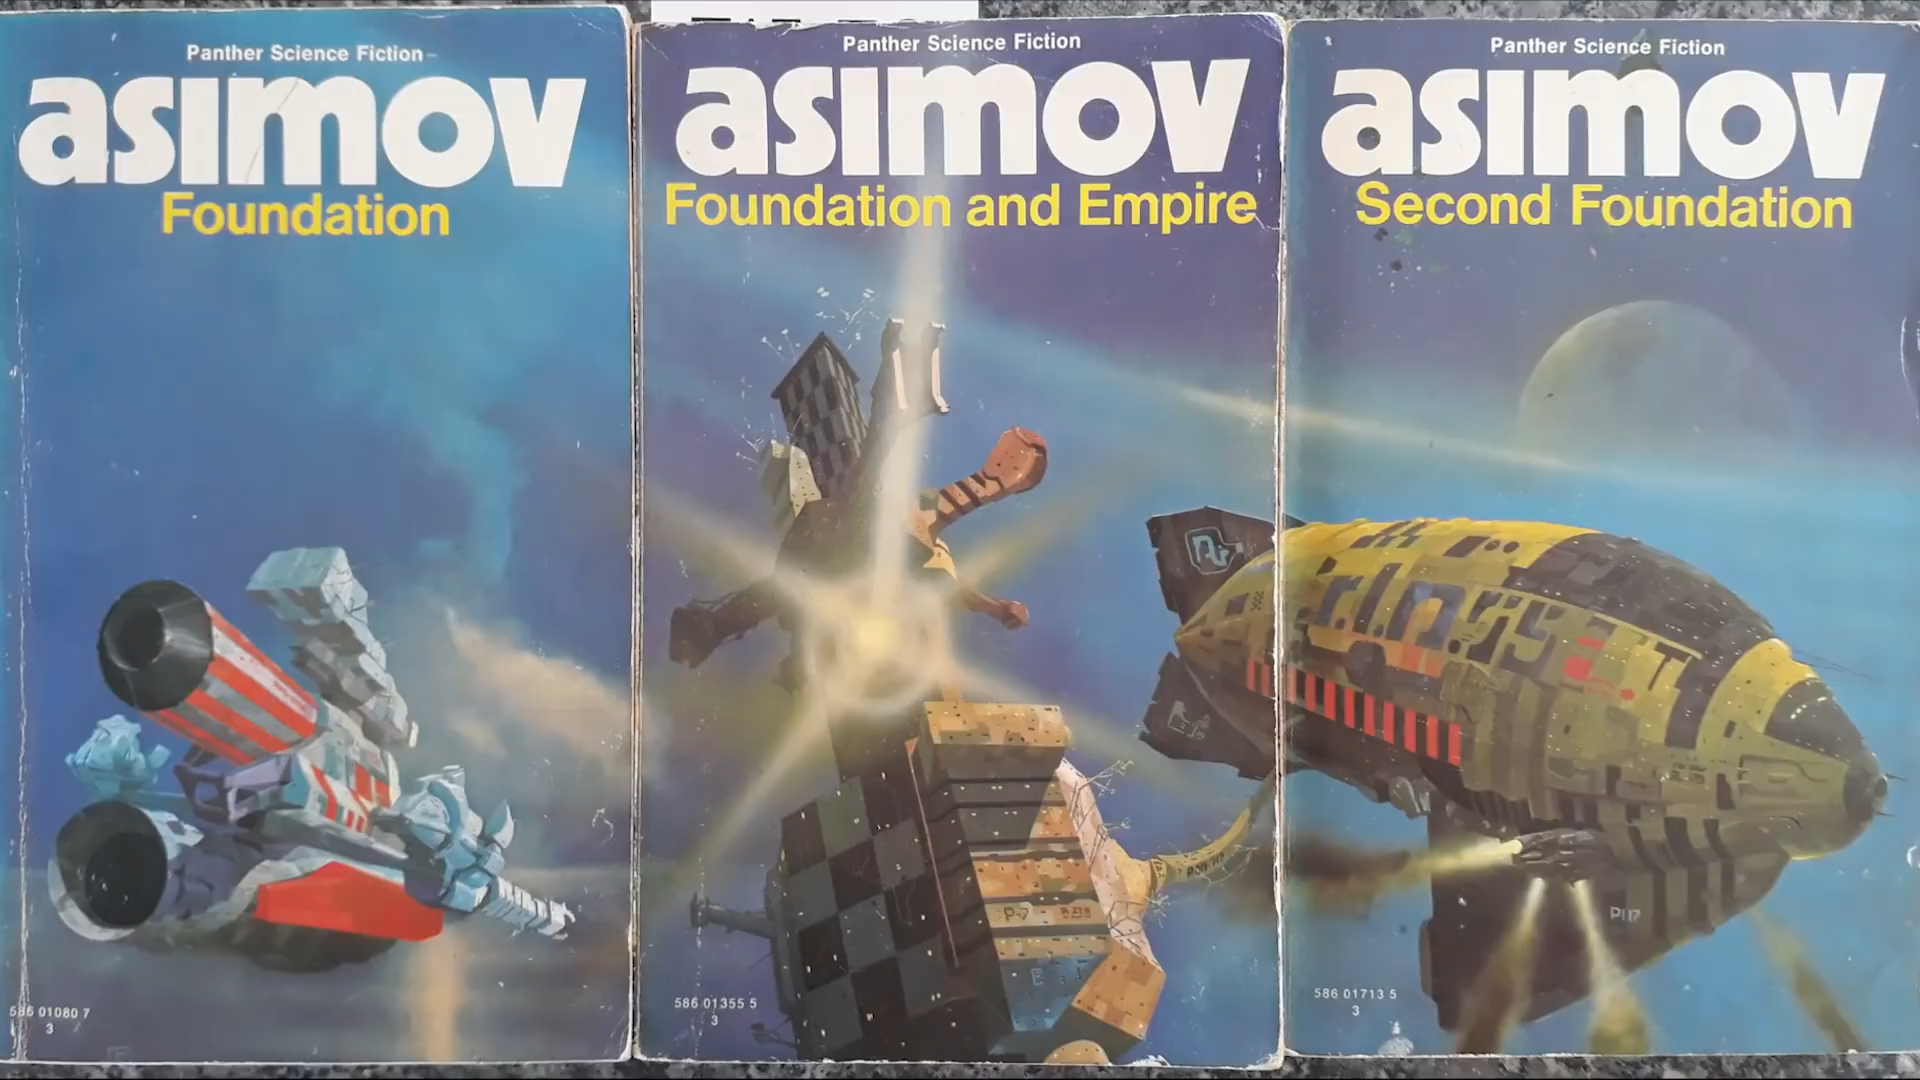 Panther Science Fiction
asimov
Foundation
586 01080 7
3
Panther Science Fiction
asimov
Foundation and Empire
P-7
586 01355 5
3
Panther Science Fiction
asimov
Second Foundation
586 01713 5
3